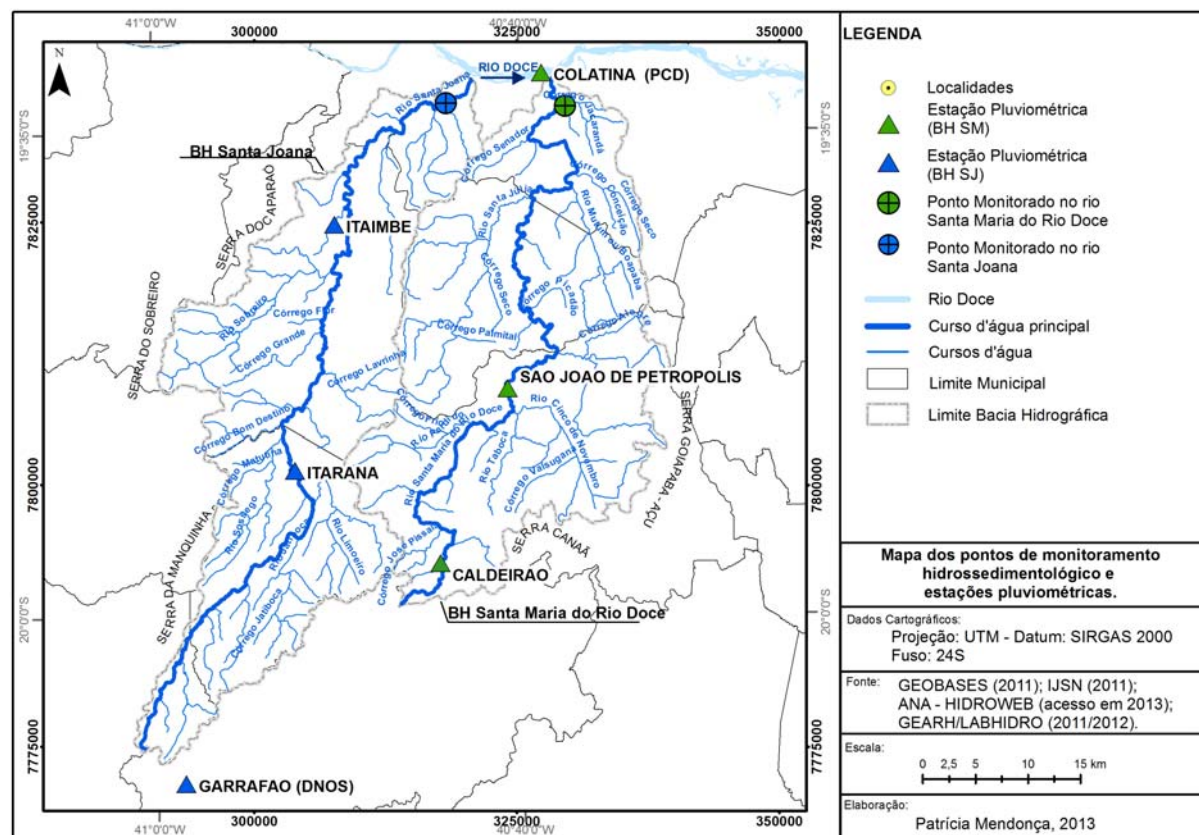 41°0'0"W
40°40'0"W
300000
325000
350000
N
RIO DOCE
COLATINA (PCD)
Rio Santa Joana
19°35'0"S
19°35'0"S
BH Santa Joana
Córrego Senador
SERRA DO CAPARAÓ
Rio Santa Júlia
Córrego Conceição
Córrego Seco
7825000
7825000
ITAIMBE
Córrego Seco
Córrego Picadão
SERRA DO SOBREIRO
Rio Sobreiro
Córrego Flor
Córrego Grande
Córrego Palmital
Córrego Alegre
Córrego Lavrinha
SAO JOAO DE PETROPOLIS
Córrego Bom Destino
Rio Santa Maria do Rio Doce
Rio Cinco de Novembro
Rio Taboca
Córrego Valsugana
SERRA GOIAPABA - AÇU
Córrego Matutina
ITARANA
7800000
7800000
Rio Sossego
Rio Limoeiro
SERRA DA MANQUINHA
SERRA CANAÃ
CALDEIRAO
BH Santa Maria do Rio Doce
20°0'0"S
20°0'0"S
Córrego Jatiboca
7775000
7775000
GARRAFAO (DNOS)
41°0'0"W
40°40'0"W
300000
325000
350000
LEGENDA
Localidades
Estação Pluviométrica
(BH SM)
Estação Pluviométrica
(BH SJ)
Ponto Monitorado no rio
Santa Maria do Rio Doce
Ponto Monitorado no rio
Santa Joana
Rio Doce
Curso d'água principal
Cursos d'água
Limite Municipal
Limite Bacia Hidrográfica
Mapa dos pontos de monitoramento
hidrossedimentológico e
estações pluviométricas.
Dados Cartográficos:
Projeção: UTM - Datum: SIRGAS 2000
Fuso: 24S
Fonte: GEOBASES (2011); IJSN (2011);
ANA - HIDROWEB (acesso em 2013);
GEARH/LABHIDRO (2011/2012).
Escala:
0 2,5 5 10 15 km
Elaboração:
Patrícia Mendonça, 2013